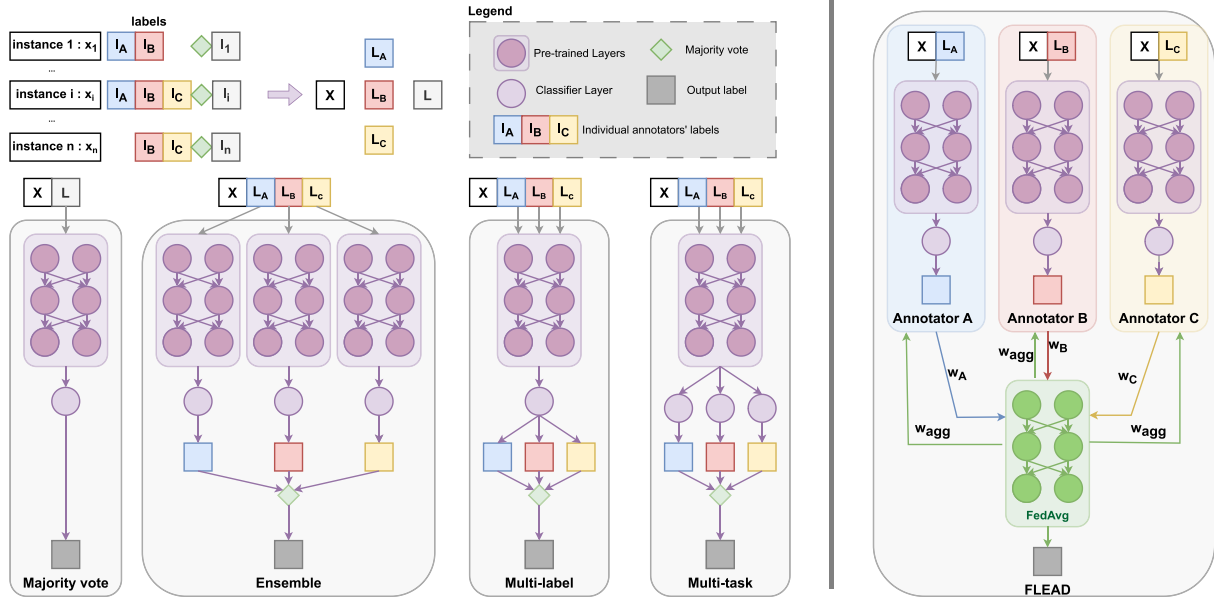 labels
instance 1 : x1 lA lB l1
...
instance i : xi lA lB lC li
...
instance n : xn lB lC ln
X LA LB LC L
Legend
Pre-trained Layers
Majority vote
Classifier Layer
Output label
lA lB lC Individual annotators' labels
X L
X LA LB Lc
X LA LB Lc
X LA LB Lc
Majority vote
Ensemble
Multi-label
Multi-task
X LA
X LB
X LC
Annotator A
Annotator B
Annotator C
wA
wagg
wB
wC
wagg
wagg
FedAvg
FLEAD